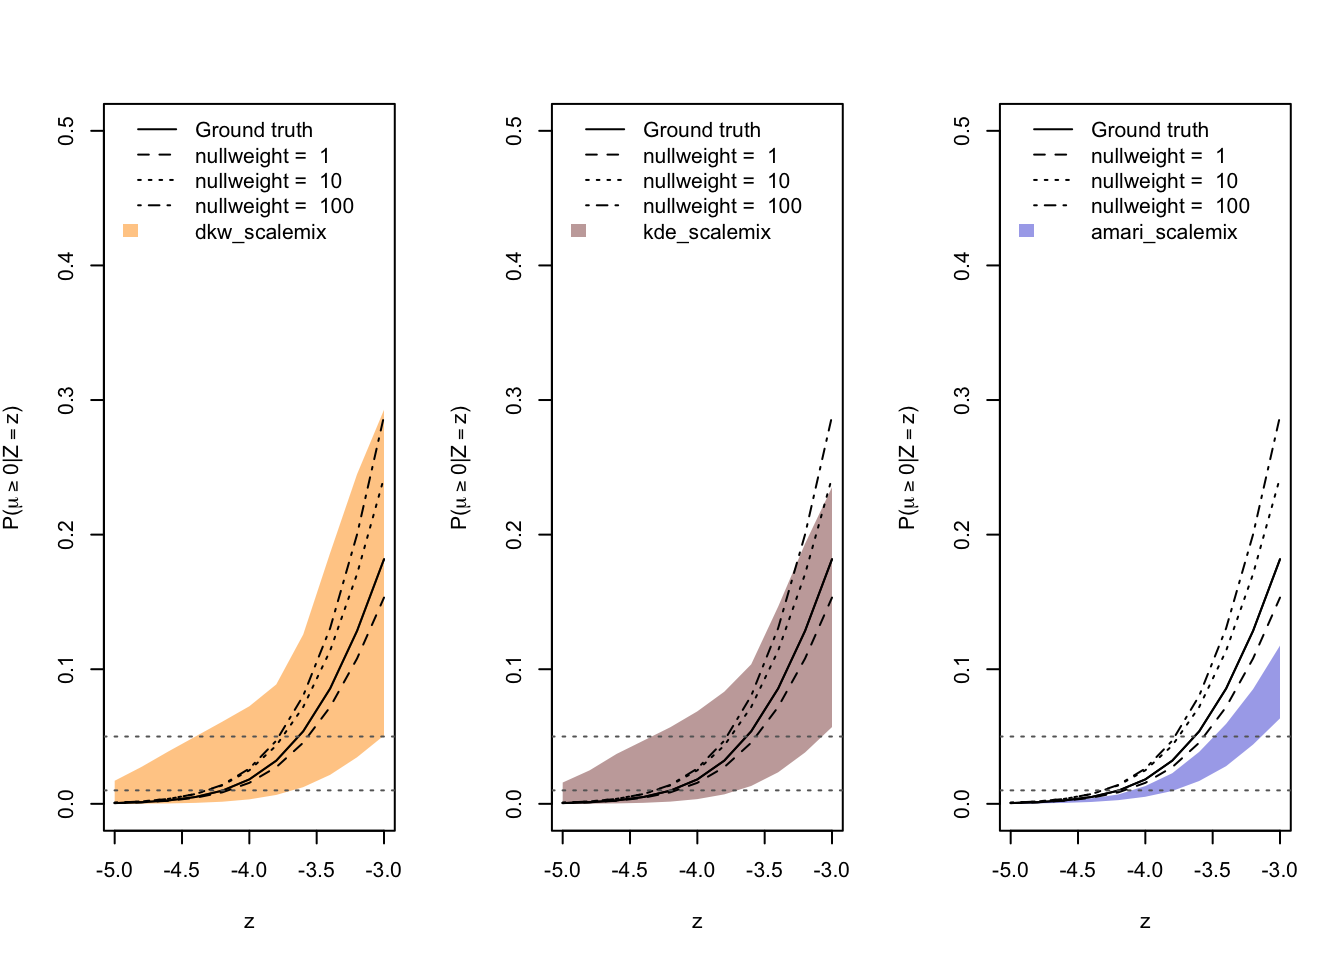 Ground truth
nullweight = 1
nullweight = 10
nullweight = 100
dkw_scalemix
0.5
0.4
0.3
0.2
0.1
0.0
P(μ ≥ 0|Z = z)
-5.0 -4.5 -4.0 -3.5 -3.0
z
Ground truth
nullweight = 1
nullweight = 10
nullweight = 100
kde_scalemix
0.5
0.4
0.3
0.2
0.1
0.0
P(μ ≥ 0|Z = z)
-5.0 -4.5 -4.0 -3.5 -3.0
z
Ground truth
nullweight = 1
nullweight = 10
nullweight = 100
amari_scalemix
0.5
0.4
0.3
0.2
0.1
0.0
P(μ ≥ 0|Z = z)
-5.0 -4.5 -4.0 -3.5 -3.0
z